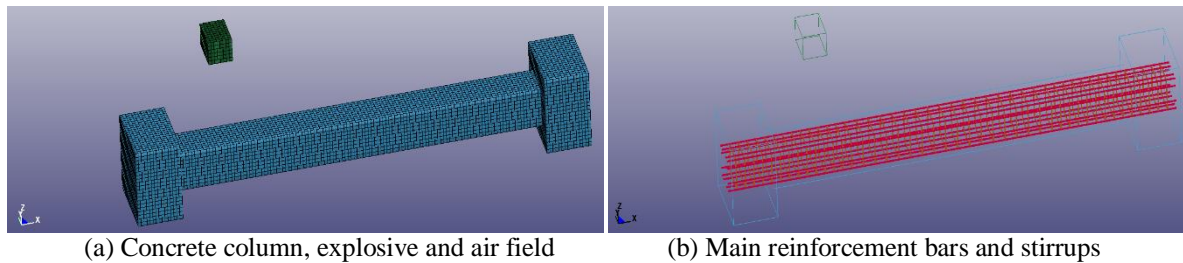 Z
Y
X
Z
Y
X
(a) Concrete column, explosive and air field
(b) Main reinforcement bars and stirrups